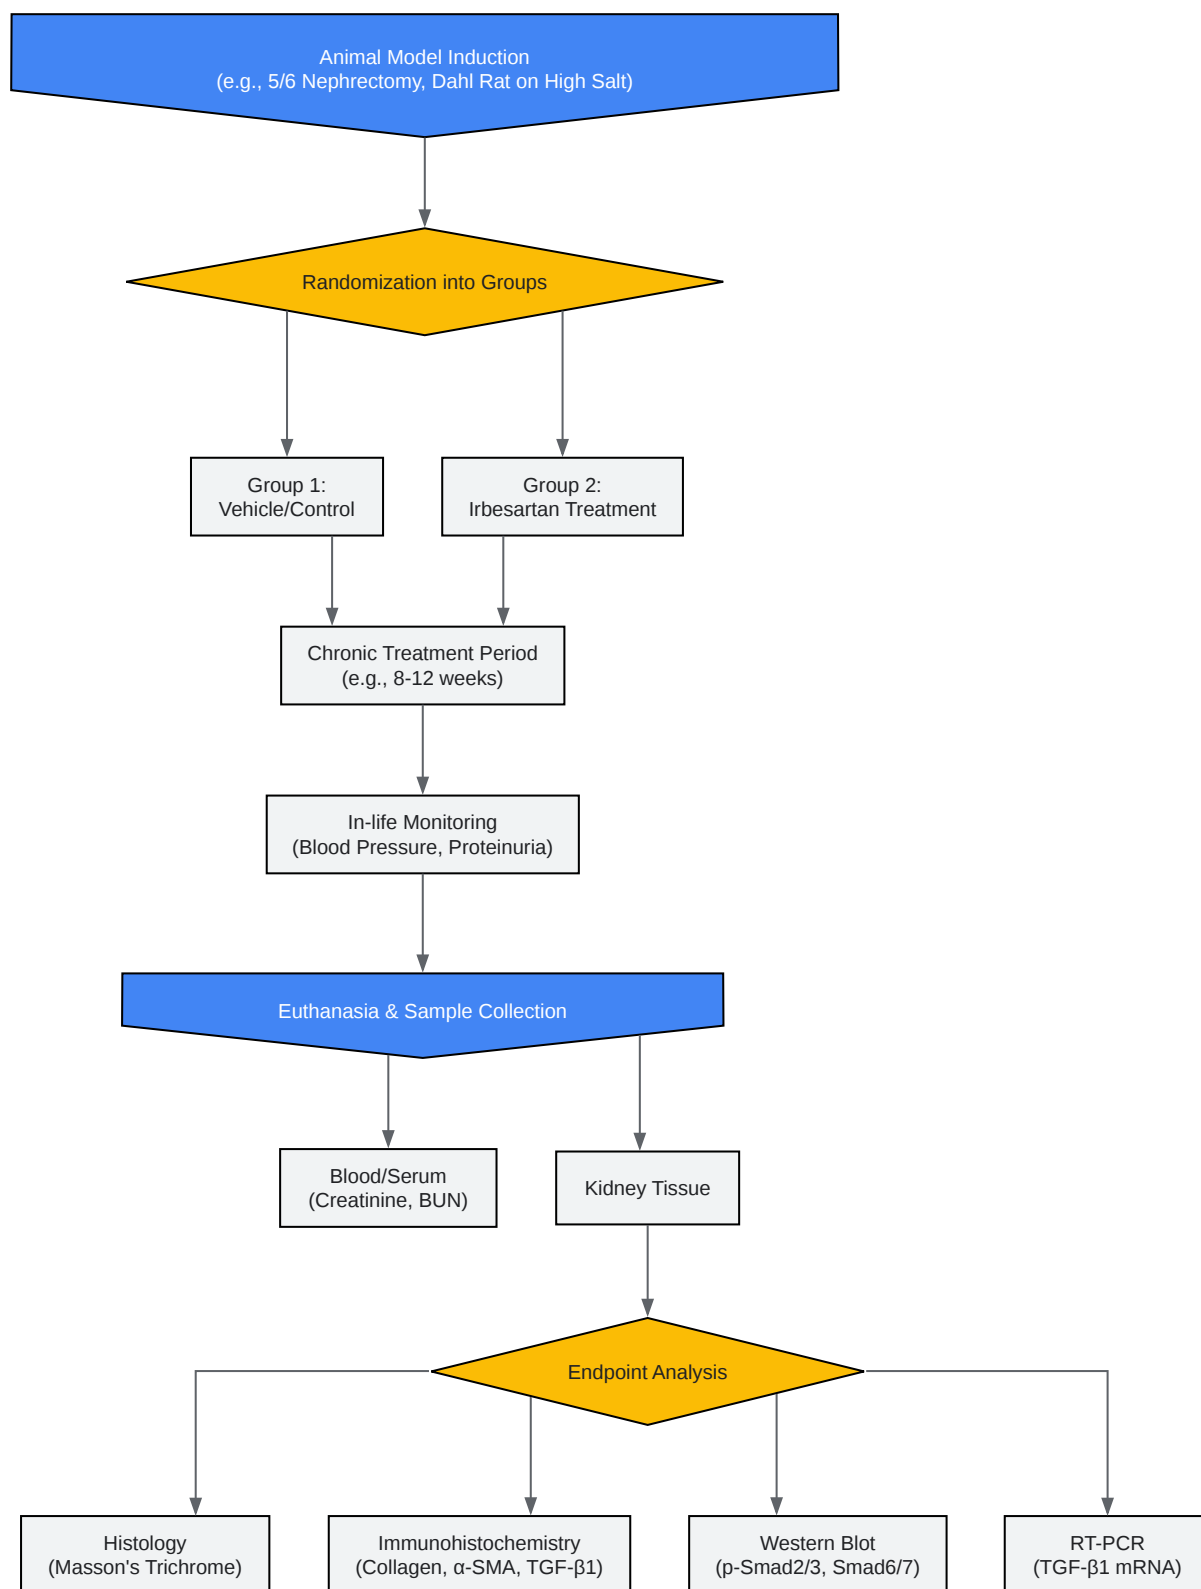 Animal Model Induction
(e.g., 5/6 Nephrectomy, Dahl Rat on High Salt)
Randomization into Groups
Group 1:
Vehicle/Control
Group 2:
Irbesartan Treatment
Chronic Treatment Period
(e.g., 8-12 weeks)
In-life Monitoring
(Blood Pressure, Proteinuria)
Euthanasia & Sample Collection
Blood/Serum
(Creatinine, BUN)
Kidney Tissue
Endpoint Analysis
Histology
(Masson's Trichrome)
Immunohistochemistry
(Collagen, α-SMA, TGF-β1)
Western Blot
(p-Smad2/3, Smad6/7)
RT-PCR
(TGF-β1 mRNA)